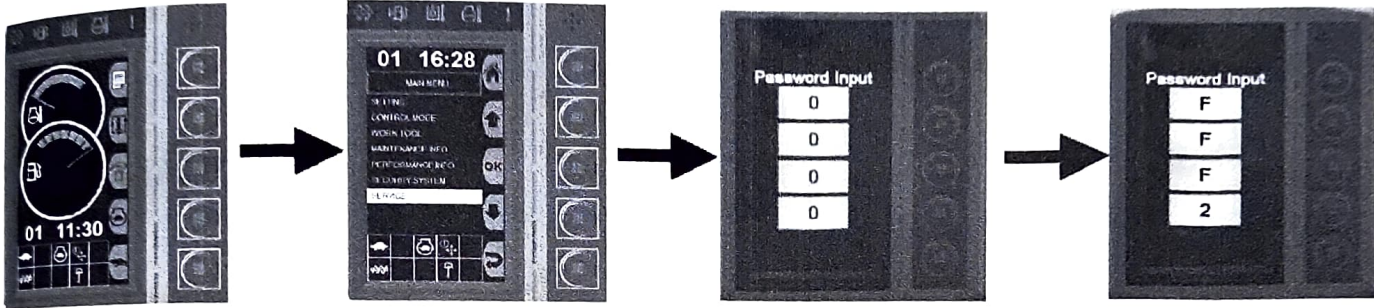 01 11:30
01 16:28
MAIN MENU
SETTING
CONTROL MODE
WORK TOOL
MAINTENANCE INFO
PERFORMANCE INFO
SECURITY SYSTEM
SERVICE
OK
Password Input
0
0
0
0
Password Input
F
F
F
2